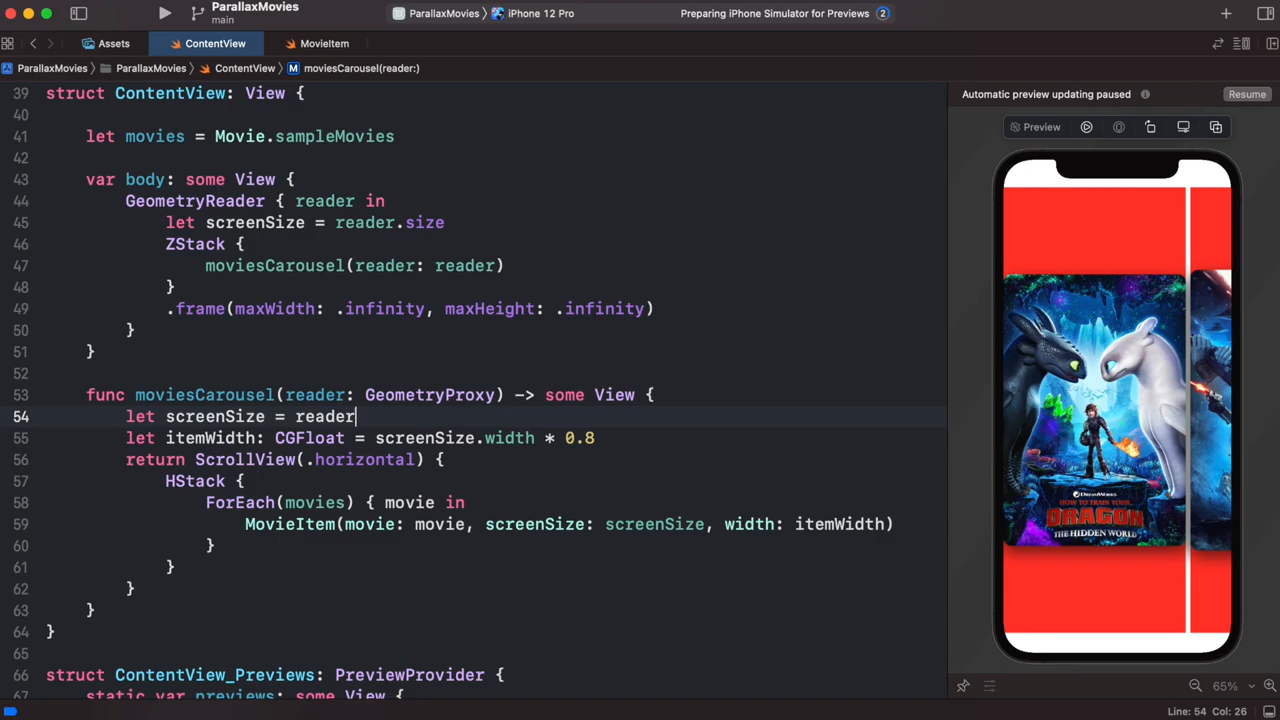 ParallaxMovies
main
ParallaxMovies 〉 iPhone 12 Pro
Preparing iPhone Simulator for Previews 2
Assets
ContentView
MovieItem
ParallaxMovies 〉 ParallaxMovies 〉 ContentView 〉 M moviesCarousel(reader:)
39 struct ContentView: View {
40
41 let movies = Movie.sampleMovies
42
43 var body: some View {
44 GeometryReader { reader in
45 let screenSize = reader.size
46 ZStack {
47 moviesCarousel(reader: reader)
48 }
49 .frame(maxWidth: .infinity, maxHeight: .infinity)
50 }
51 }
52
53 func moviesCarousel(reader: GeometryProxy) -> some View {
54 let screenSize = reader
55 let itemWidth: CGFloat = screenSize.width * 0.8
56 return ScrollView(.horizontal) {
57 HStack {
58 ForEach(movies) { movie in
59 MovieItem(movie: movie, screenSize: screenSize, width: itemWidth)
60 }
61 }
62 }
63 }
64 }
65
66 struct ContentView_Previews: PreviewProvider {
67 static var previews: some View {
Automatic preview updating paused
Resume
Preview
DREAMWORKS
HOW TO TRAIN YOUR
DRAGON
THE HIDDEN WORLD
65%
Line: 54 Col: 26